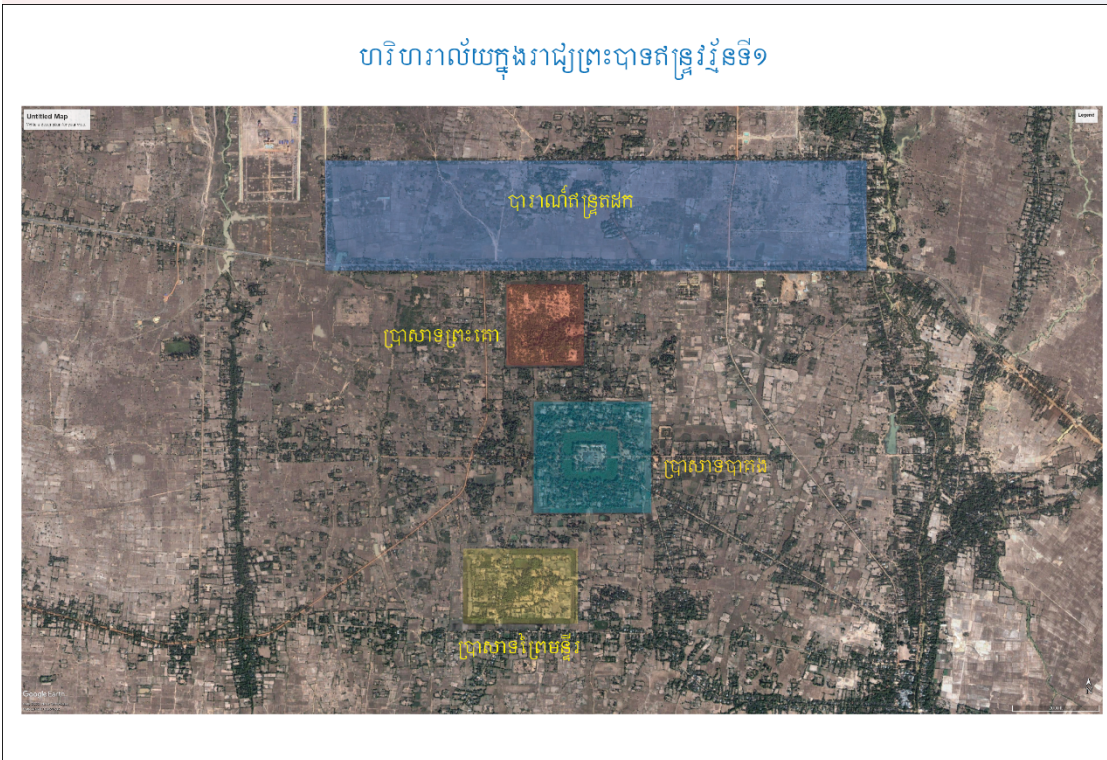 ហរិហរាល័យក្នុងរាជ្យព្រះបាទឥន្ទ្រវរ្ម័នទី១
Untitled Map
Legend
បារាណ៍ឥន្ទ្រតដក
ប្រាសាទព្រះគោ
ប្រាសាទបាគង
ប្រាសាទព្រៃមន្ទីរ
Google Earth
N